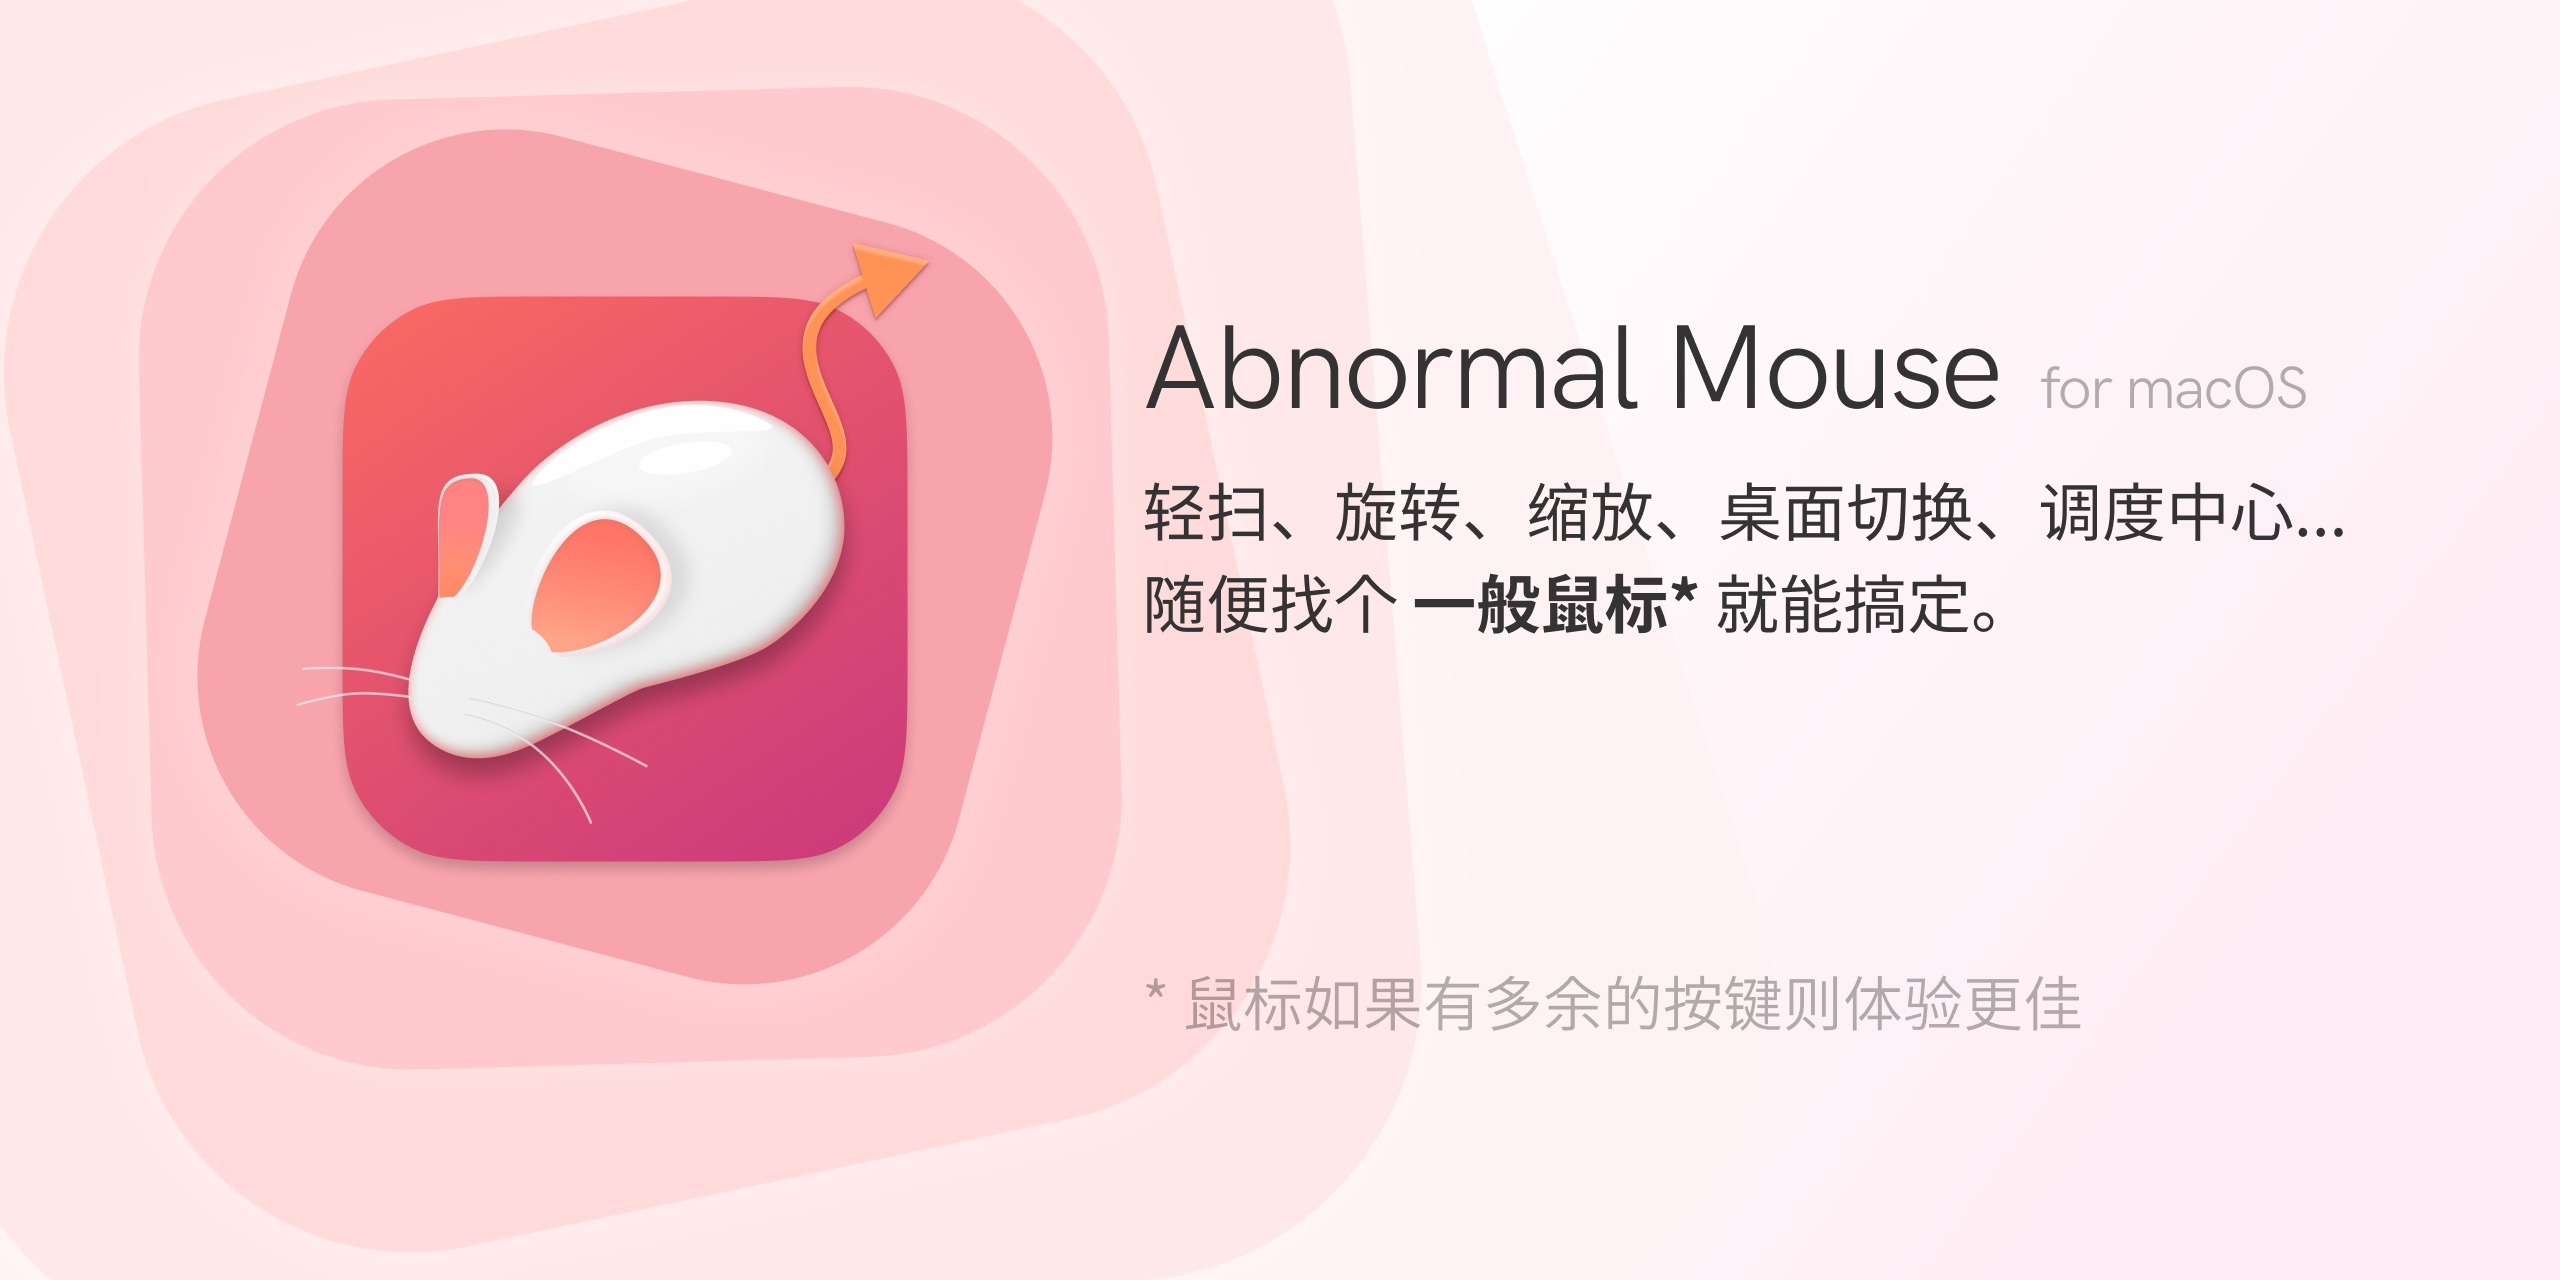 Abnormal Mouse for macOS
轻扫、旋转、缩放、桌面切换、调度中心...
随便找个 一般鼠标* 就能搞定。
* 鼠标如果有多余的按键则体验更佳